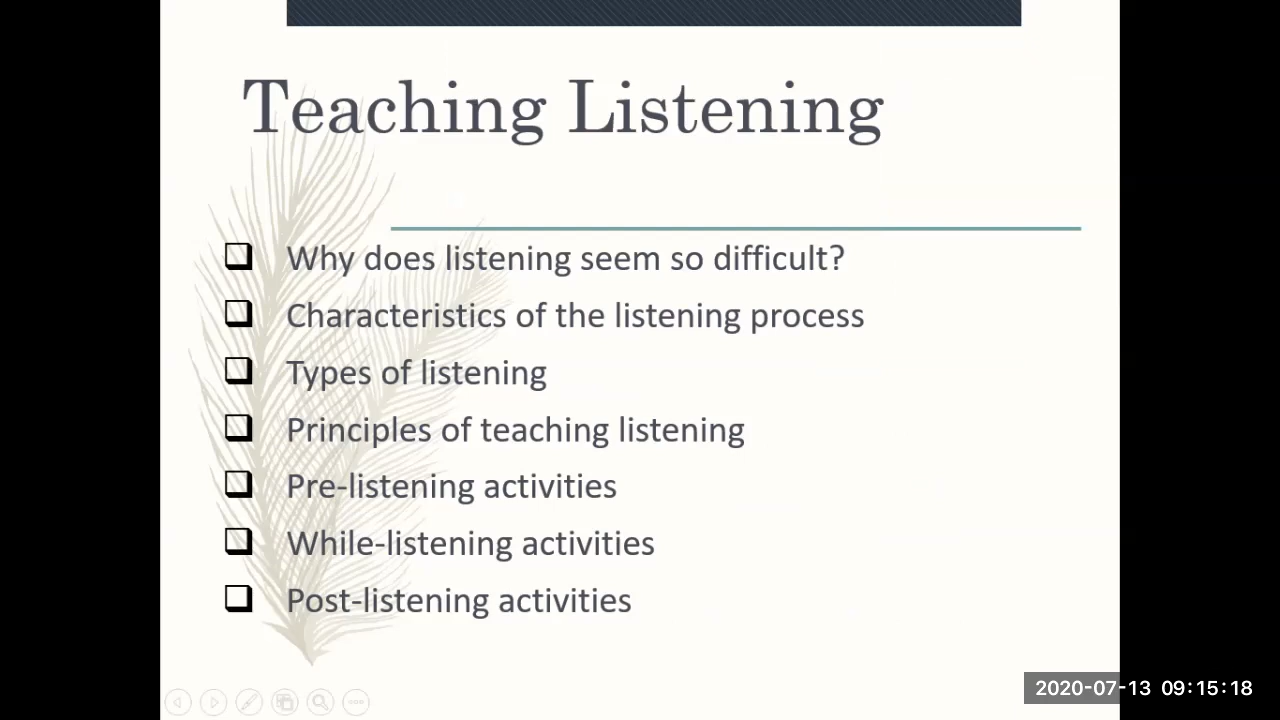 Teaching Listening
Why does listening seem so difficult?
Characteristics of the listening process
Types of listening
Principles of teaching listening
Pre-listening activities
While-listening activities
Post-listening activities
2020-07-13 09:15:18